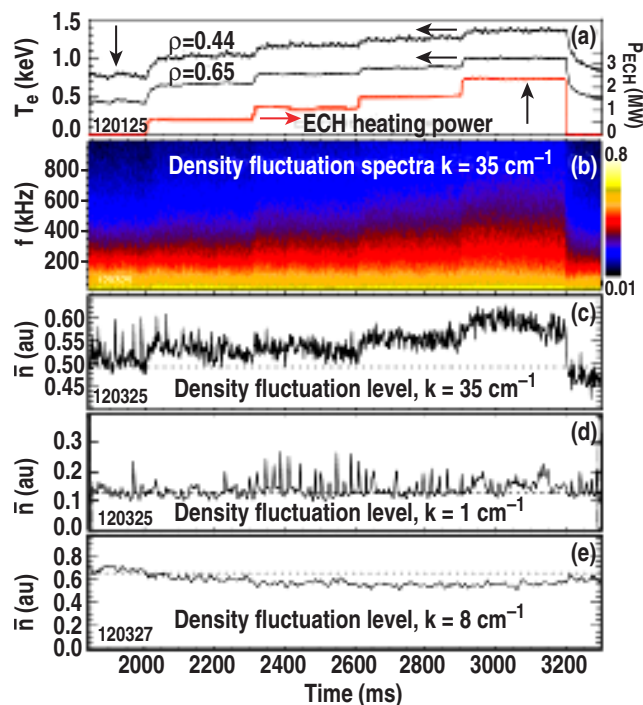 1.5
1.0
0.5
0.0
Te (keV)
ρ=0.44
ρ=0.65
(a)
3
2
1
0
PECH (MW)
120125
ECH heating power
800
600
400
200
f (kHz)
Density fluctuation spectra k = 35 cm⁻¹
(b)
0.8
0.01
0.60
0.55
0.50
0.45
n̄ (au)
(c)
120325
Density fluctuation level, k = 35 cm⁻¹
0.3
0.2
0.1
0.0
n̄ (au)
(d)
120325
Density fluctuation level, k = 1 cm⁻¹
0.8
0.6
0.4
0.2
0.0
n̄ (au)
(e)
120327
Density fluctuation level, k = 8 cm⁻¹
2000 2200 2400 2600 2800 3000 3200
Time (ms)